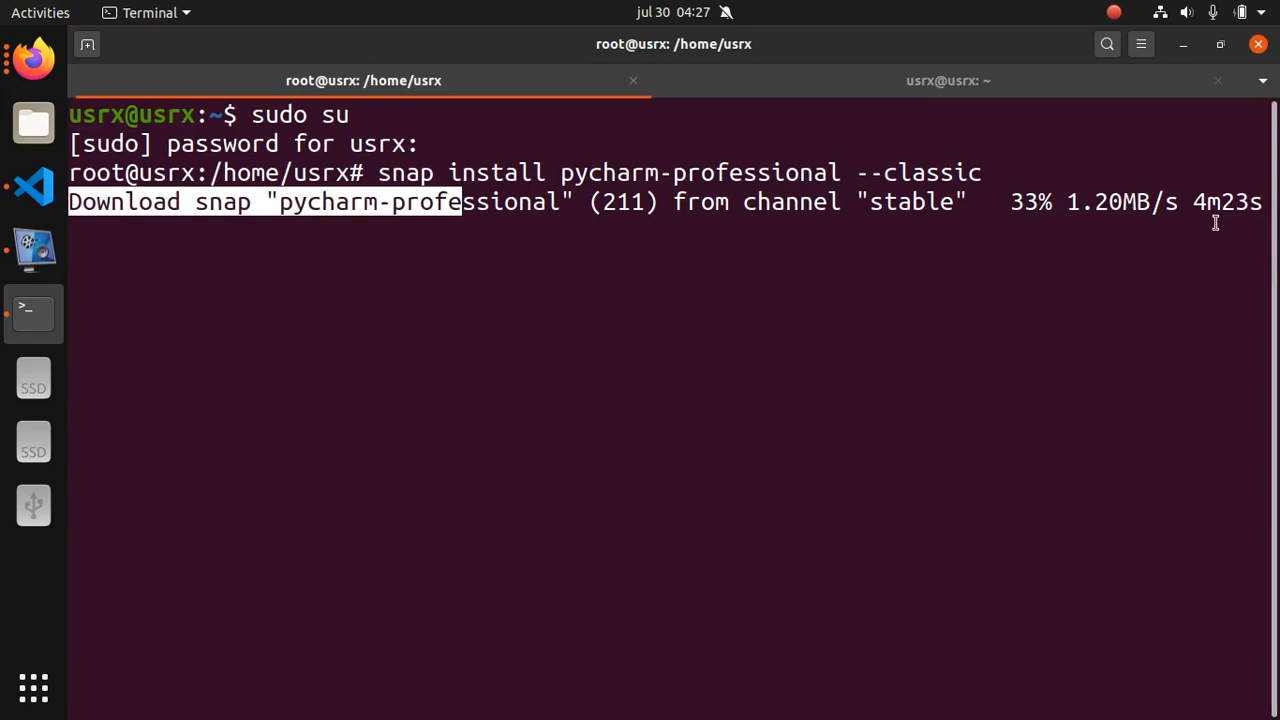 Activities
Terminal
jul 30 04:27
root@usrx: /home/usrx
root@usrx: /home/usrx
usrx@usrx: ~
usrx@usrx:~$ sudo su
[sudo] password for usrx:
root@usrx:/home/usrx# snap install pycharm-professional --classic
Download snap "pycharm-professional" (211) from channel "stable" 33% 1.20MB/s 4m23s
>_
SSD
SSD